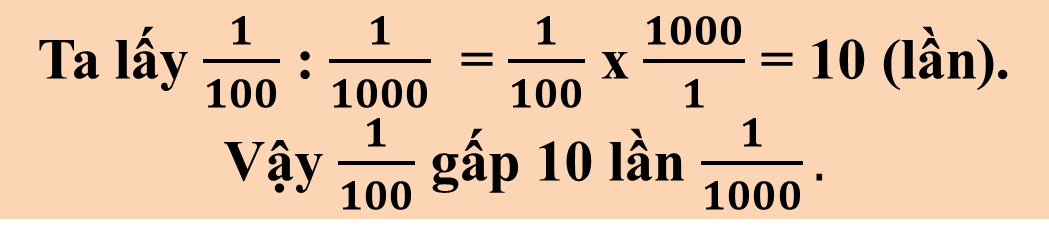 Ta lấy 1/100 : 1/1000 = 1/100 x 1000/1 = 10 (lần).
Vậy 1/100 gấp 10 lần 1/1000 .